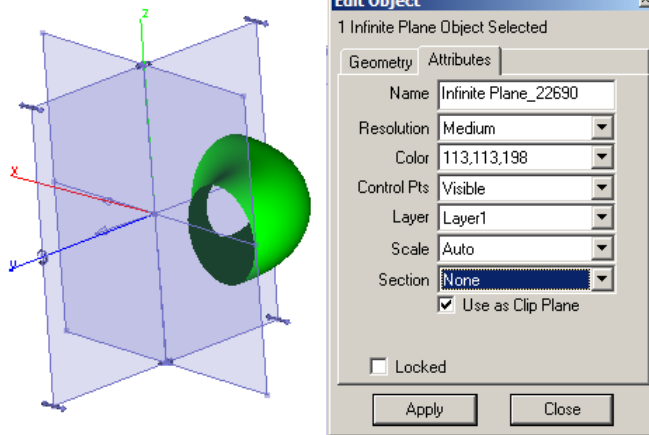 Edit Object
1 Infinite Plane Object Selected
Geometry Attributes
Name Infinite Plane_22690
Resolution Medium
Color 113,113,198
Control Pts Visible
Layer Layer1
Scale Auto
Section None
Use as Clip Plane
Locked
Apply Close
z
x
y